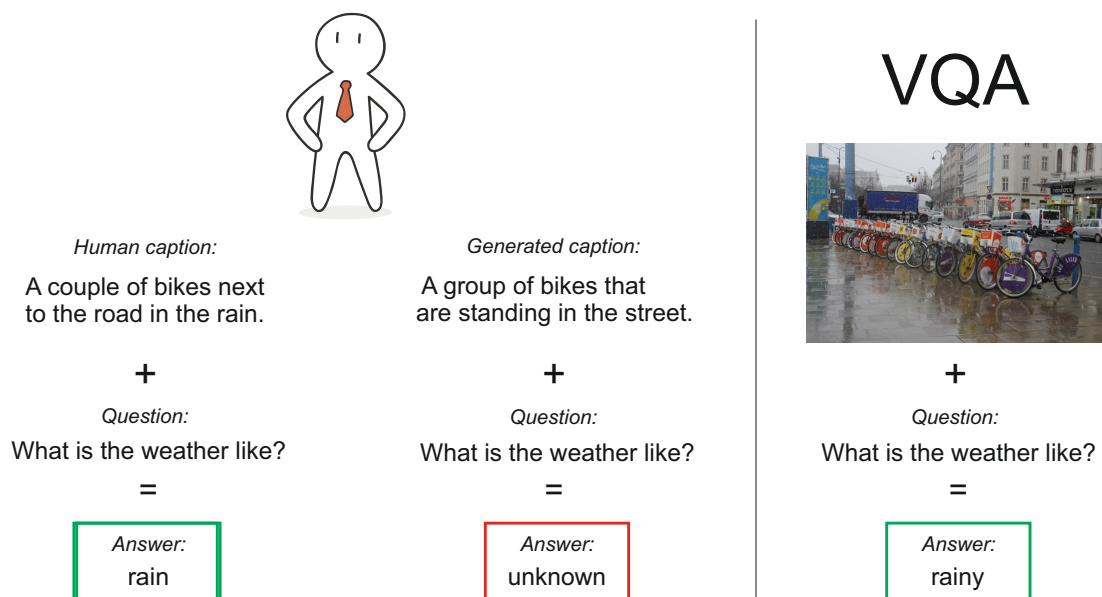 VQA
Human caption:
A couple of bikes next
to the road in the rain.
+
Question:
What is the weather like?
=
Answer:
rain
Generated caption:
A group of bikes that
are standing in the street.
+
Question:
What is the weather like?
=
Answer:
unknown
+
Question:
What is the weather like?
=
Answer:
rainy